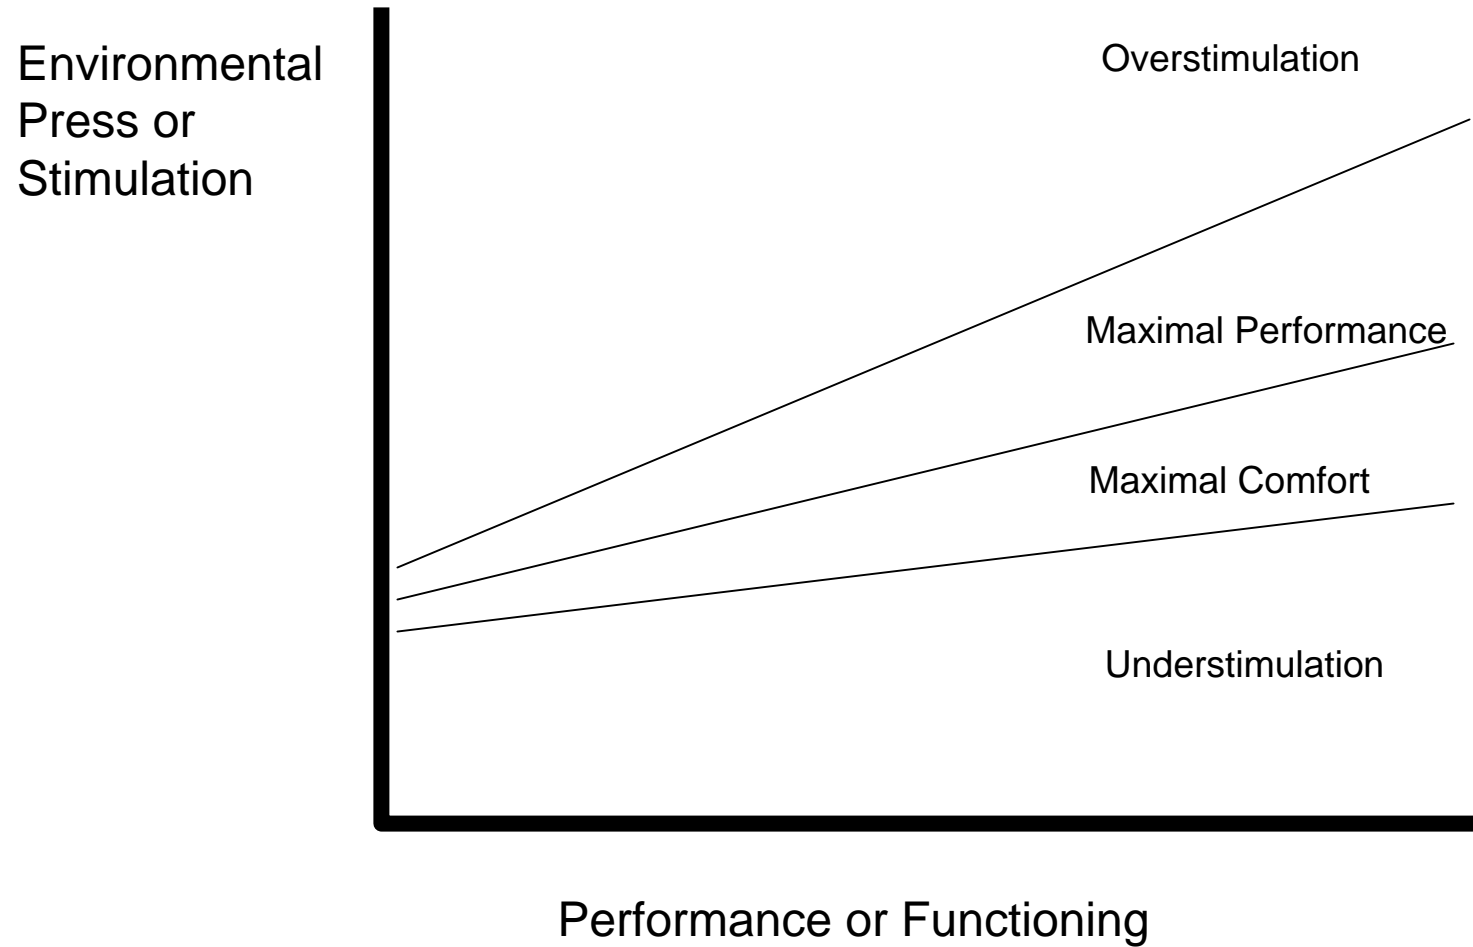 Environmental
Press or
Stimulation
Overstimulation
Maximal Performance
Maximal Comfort
Understimulation
Performance or Functioning